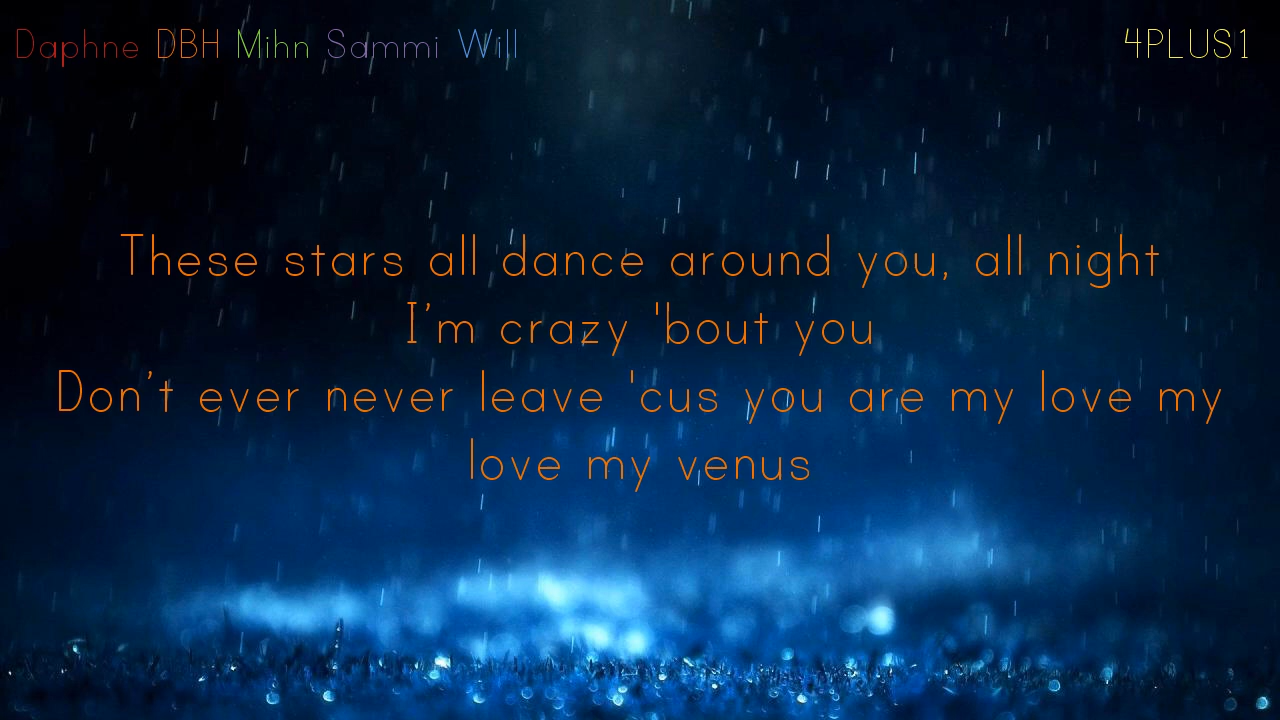 Daphne DBH Mihn Sammi Will 4PLUS1
These stars all dance around you, all night
I'm crazy 'bout you
Don't ever never leave 'cus you are my love my
love my venus